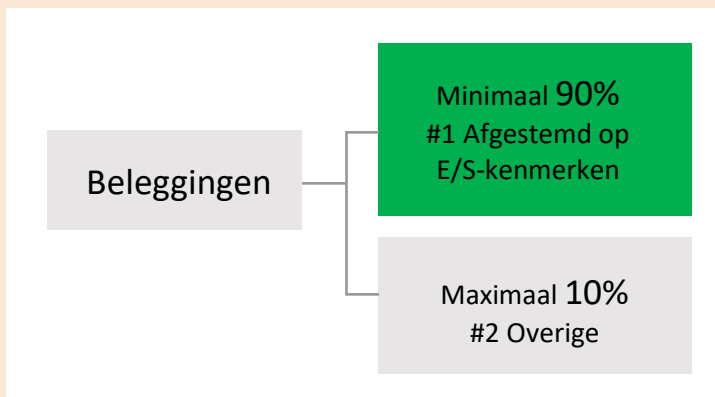 Beleggingen
Minimaal 90%
#1 Afgestemd op
E/S-kenmerken
Maximaal 10%
#2 Overige